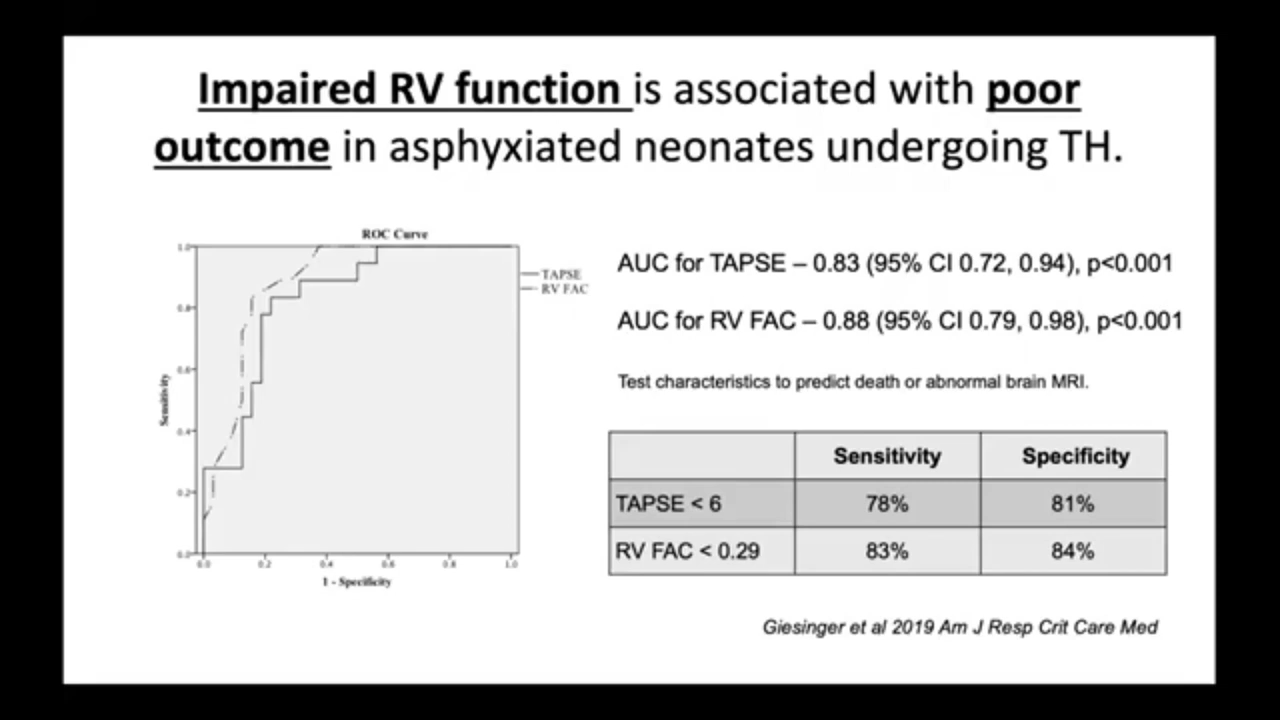 Impaired RV function is associated with poor
outcome in asphyxiated neonates undergoing TH.
ROC Curve
1.0
0.8
0.6
0.4
0.2
0.0
Sensitivity
0.0 0.2 0.4 0.6 0.8 1.0
1 - Specificity
TAPSE
RV FAC
AUC for TAPSE – 0.83 (95% CI 0.72, 0.94), p<0.001
AUC for RV FAC – 0.88 (95% CI 0.79, 0.98), p<0.001
Test characteristics to predict death or abnormal brain MRI.
Sensitivity Specificity
TAPSE < 6 78% 81%
RV FAC < 0.29 83% 84%
Giesinger et al 2019 Am J Resp Crit Care Med